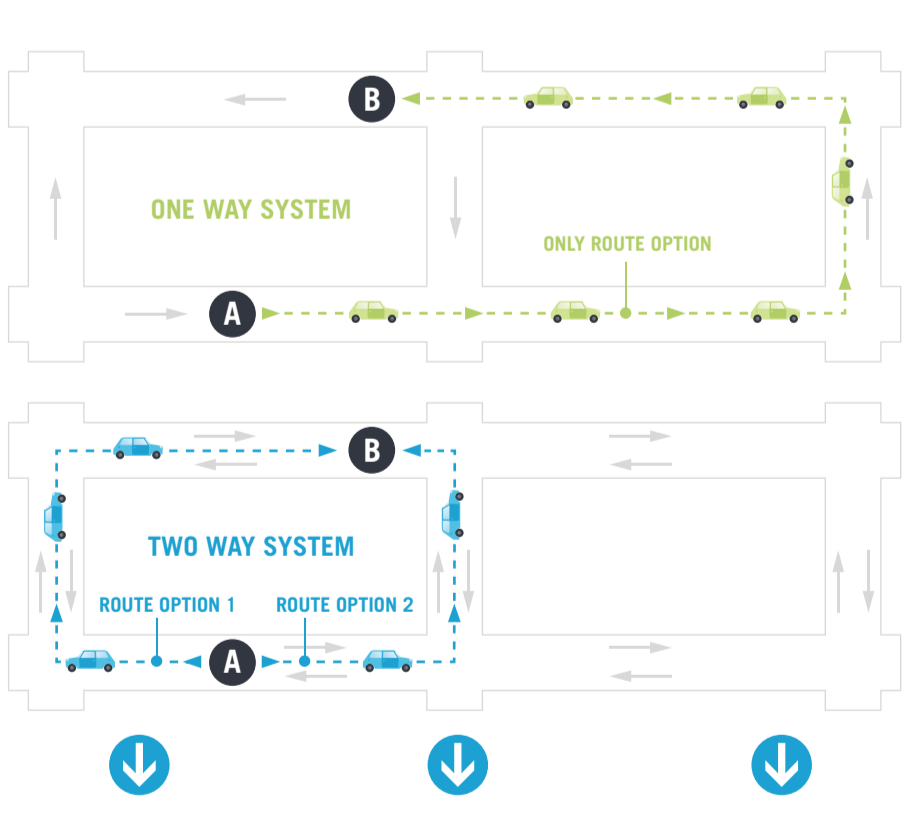 B
ONE WAY SYSTEM
ONLY ROUTE OPTION
A
B
TWO WAY SYSTEM
ROUTE OPTION 1
ROUTE OPTION 2
A